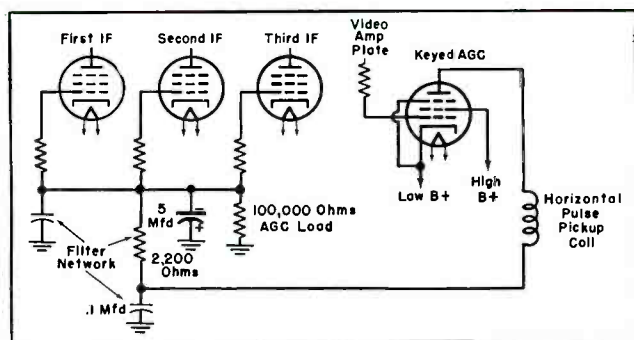 First IF
Second IF
Third IF
Video
Amp
Plate
Keyed AGC
Low B+
High
B+
Horizontal
Pulse
Pickup
Coil
5
Mfd
-
+
100,000 Ohms
AGC Load
Filter
Network
2,200
Ohms
.1 Mfd